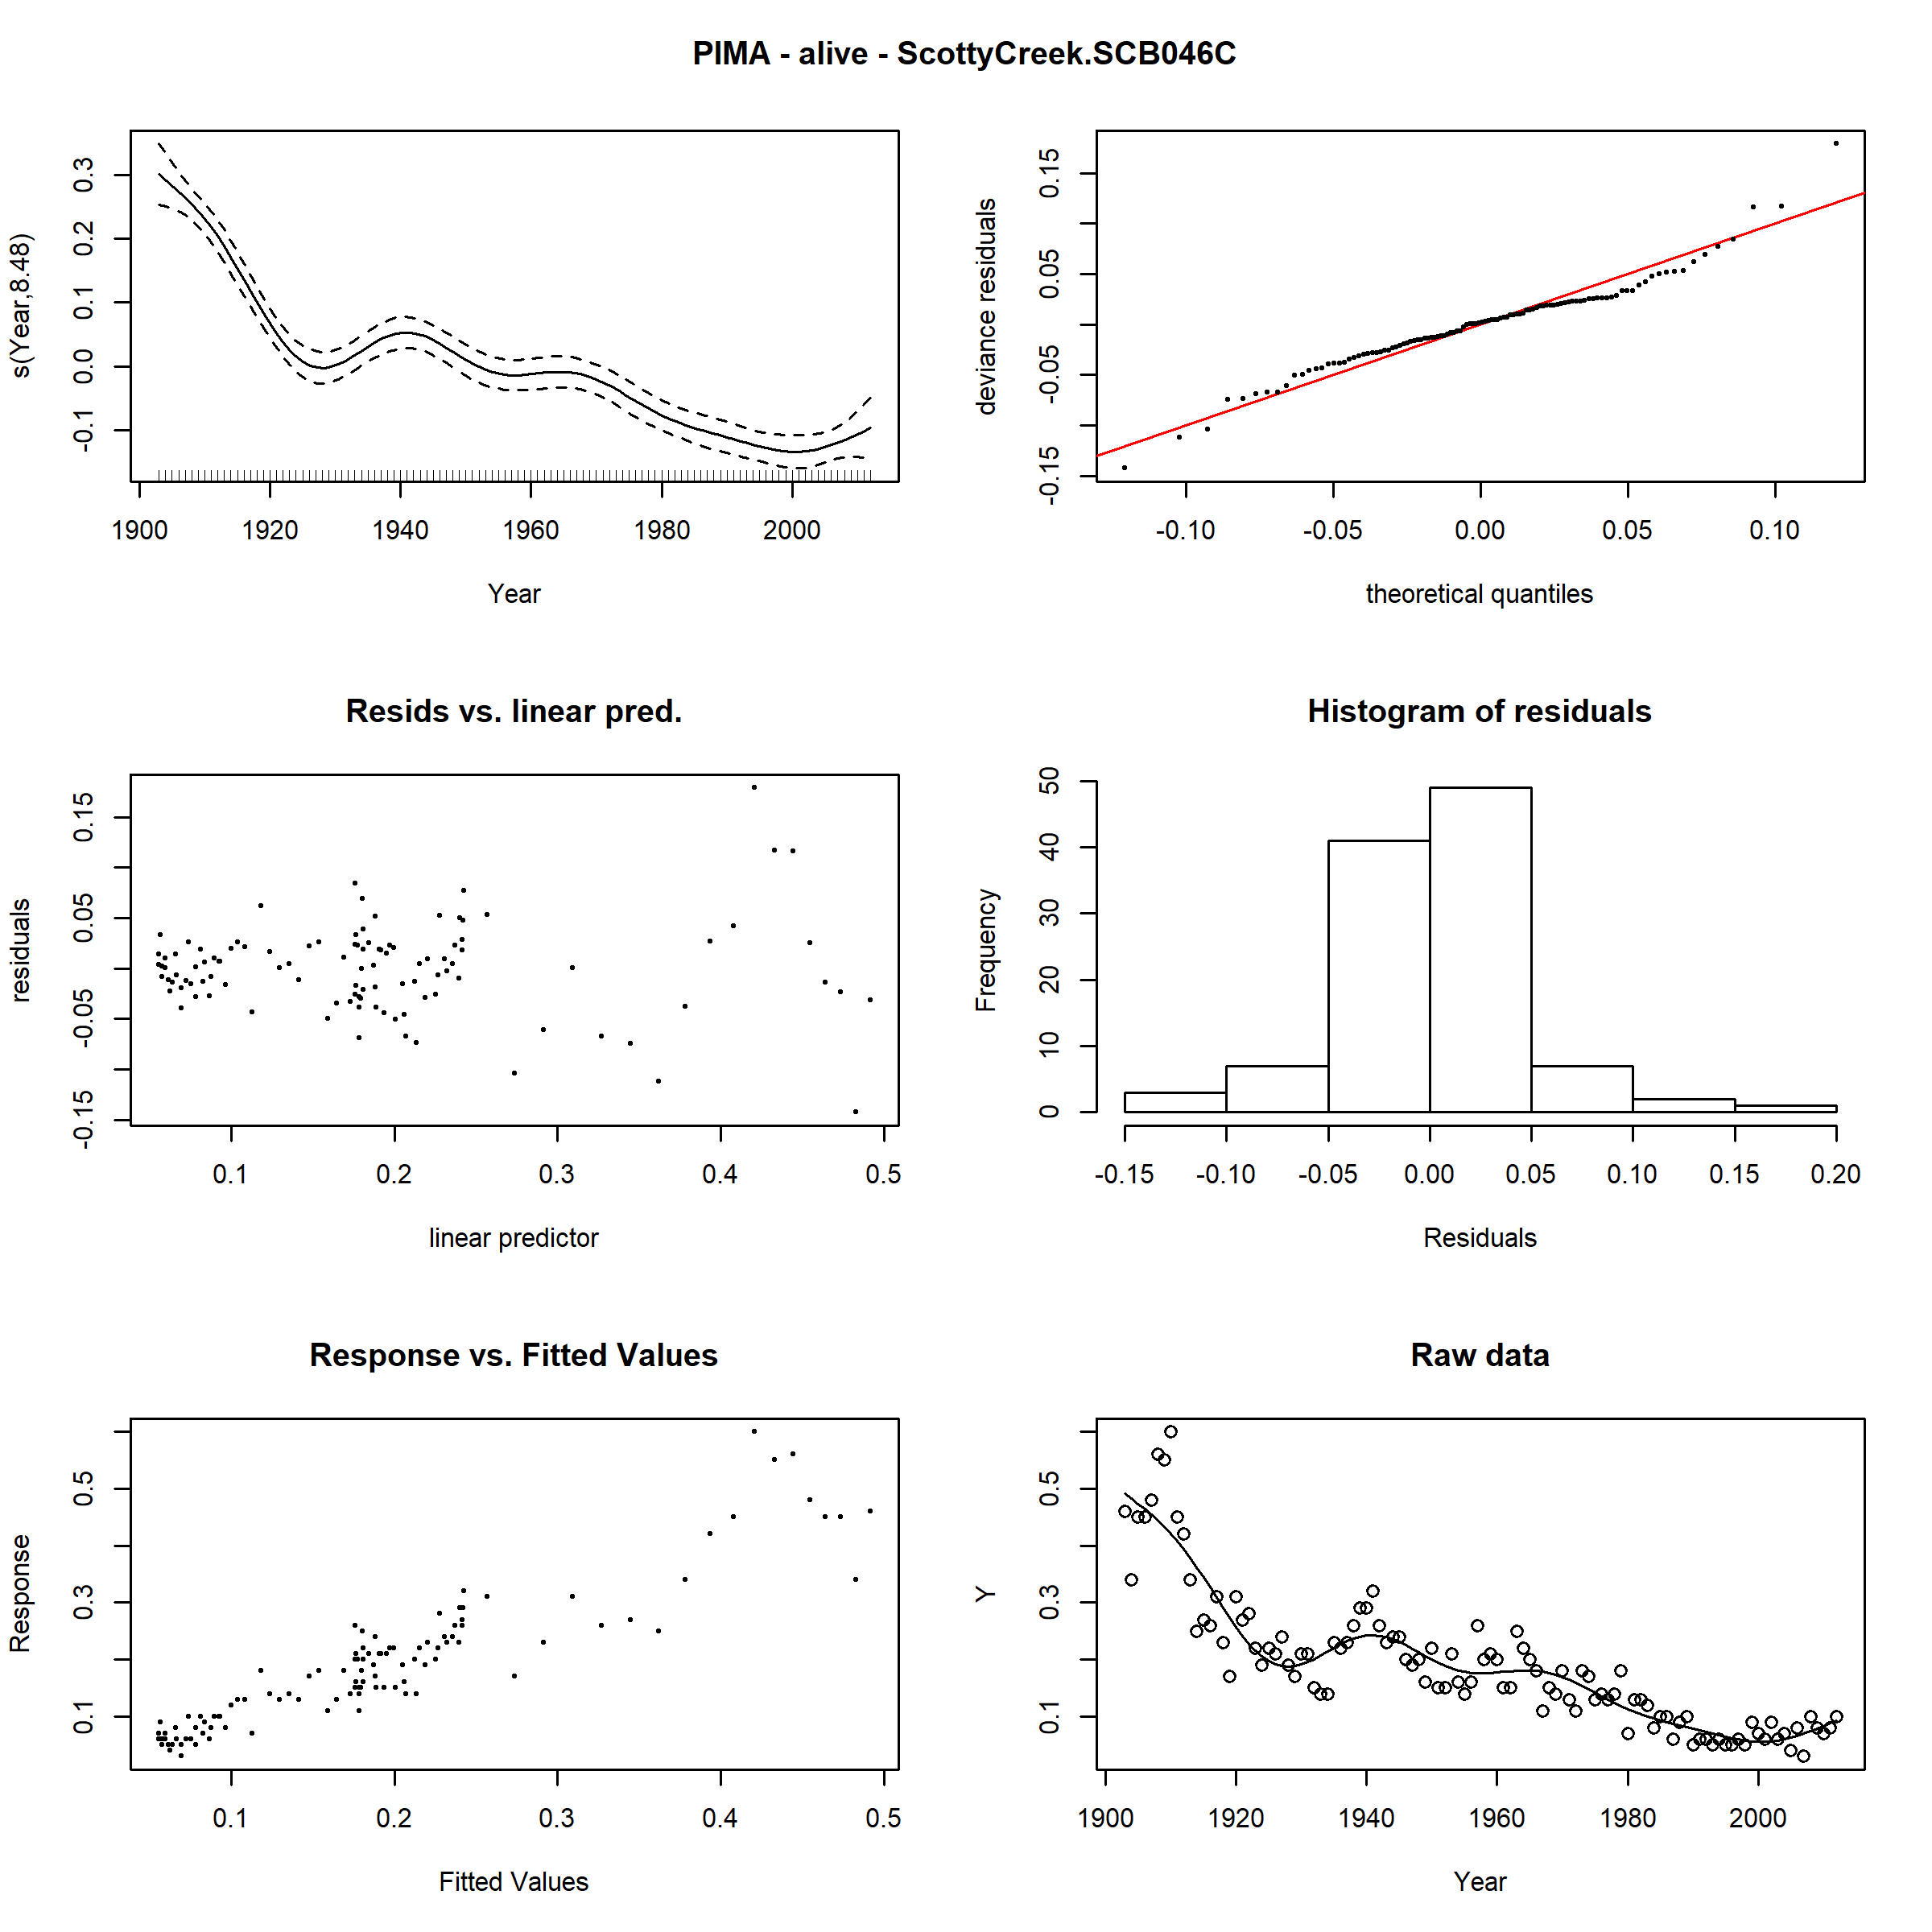 PIMA - alive - ScottyCreek.SCB046C
s(Year,8.48)
-0.1 0.0 0.1 0.2 0.3
1900 1920 1940 1960 1980 2000
Year
deviance residuals
-0.15 -0.05 0.05 0.15
-0.10 -0.05 0.00 0.05 0.10
theoretical quantiles
Resids vs. linear pred.
residuals
-0.15 -0.05 0.05 0.15
0.1 0.2 0.3 0.4 0.5
linear predictor
Histogram of residuals
Frequency
0 10 20 30 40 50
-0.15 -0.10 -0.05 0.00 0.05 0.10 0.15 0.20
Residuals
Response vs. Fitted Values
Response
0.1 0.3 0.5
0.1 0.2 0.3 0.4 0.5
Fitted Values
Raw data
Y
0.1 0.3 0.5
1900 1920 1940 1960 1980 2000
Year